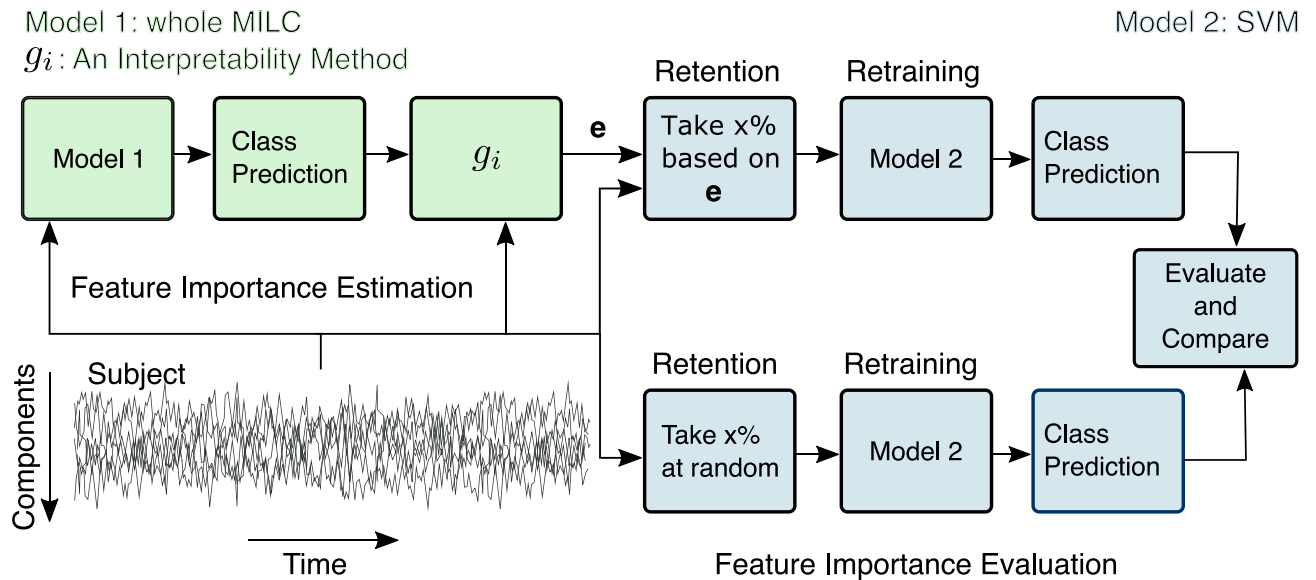 Model 1: whole MILC
Model 2: SVM
g_i : An Interpretability Method
Retention
Retraining
Model 1
Class
Prediction
g_i
e
Take x%
based on
e
Model 2
Class
Prediction
Feature Importance Estimation
Evaluate
and
Compare
Components
Subject
Retention
Retraining
Take x%
at random
Model 2
Class
Prediction
Time
Feature Importance Evaluation